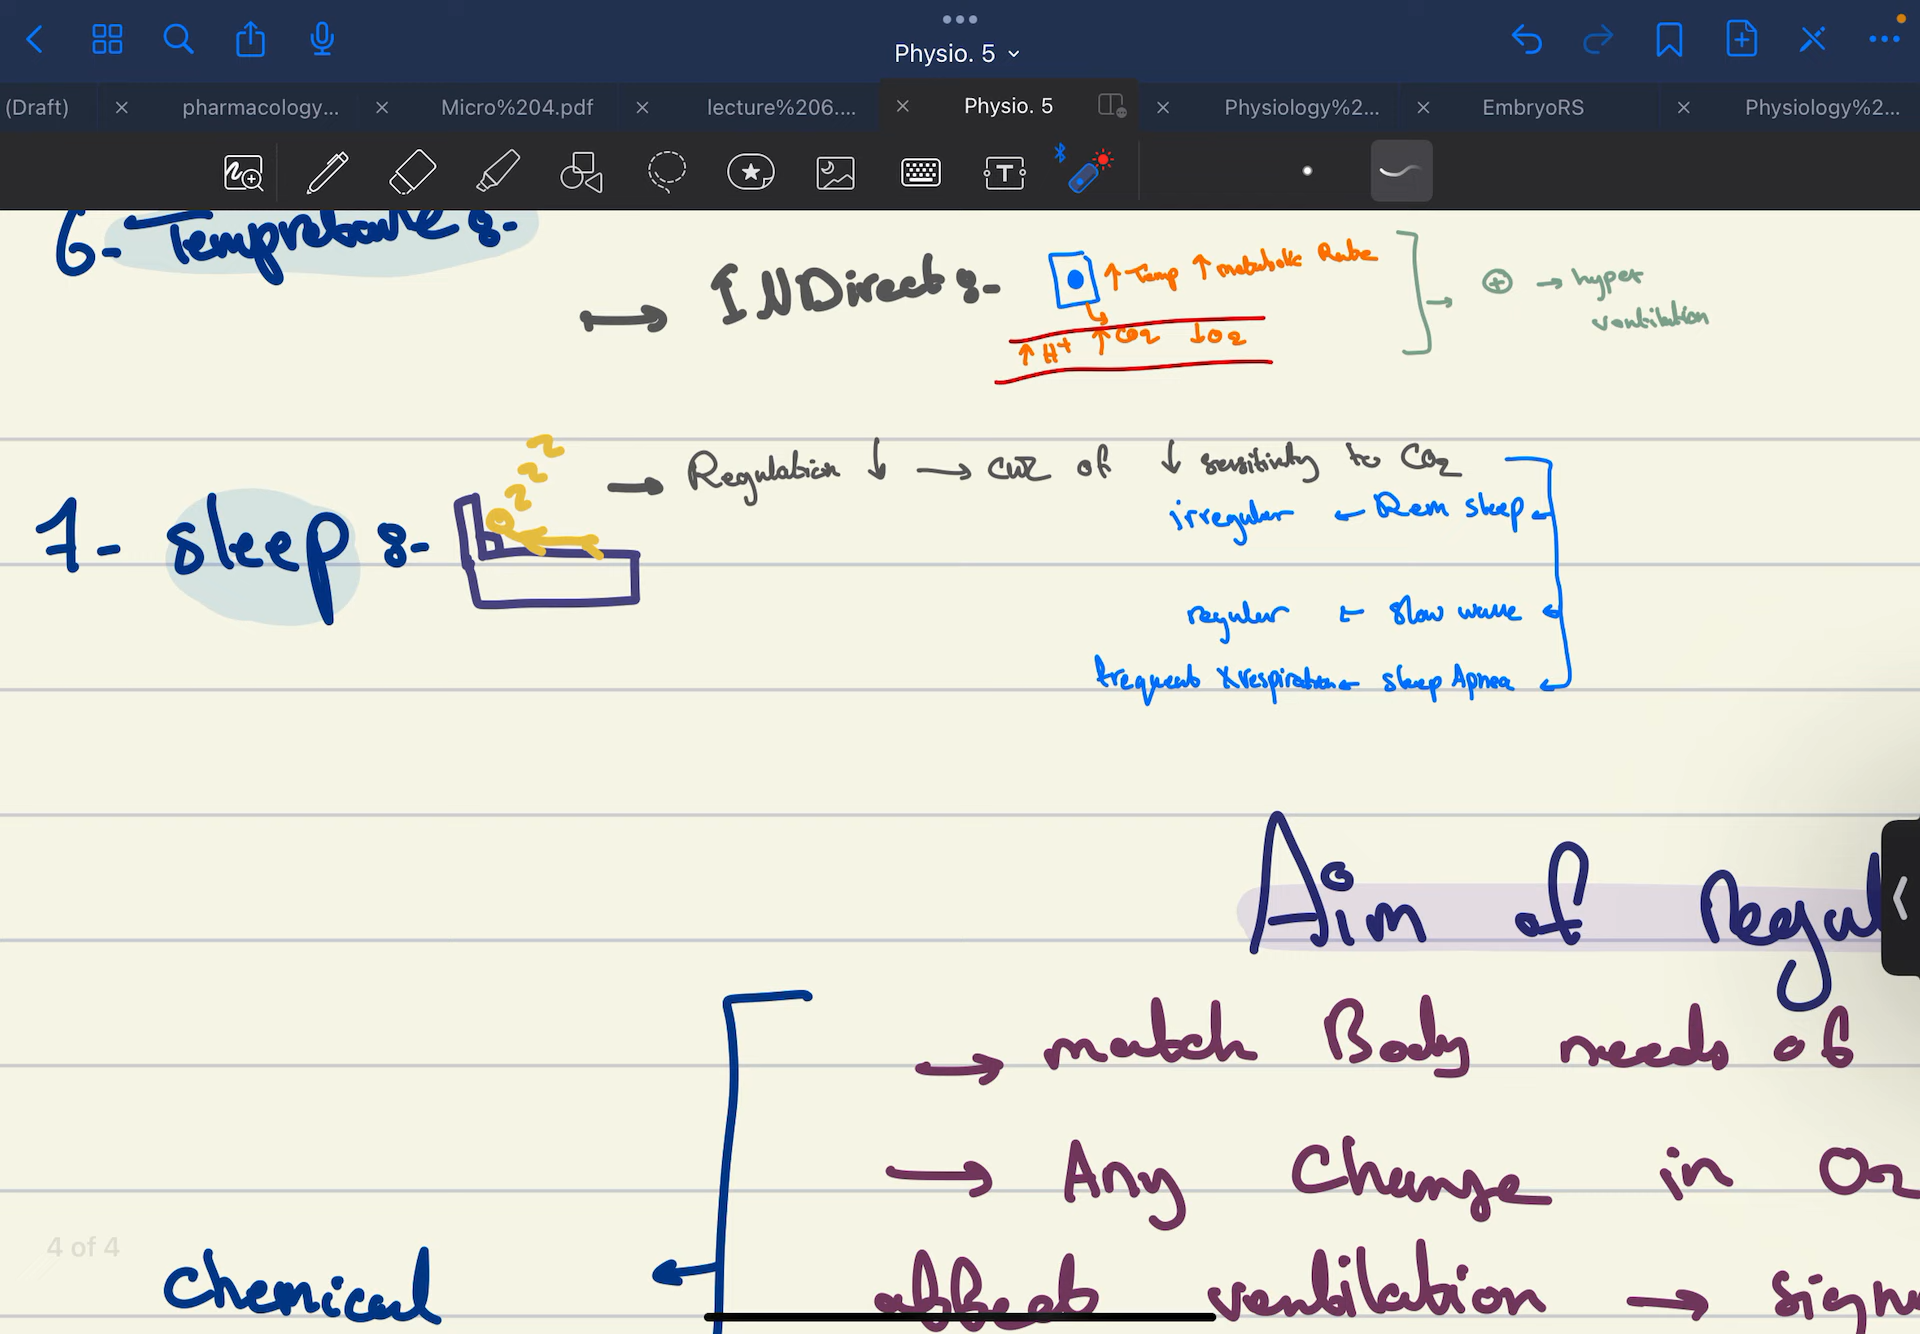 Physio. 5
(Draft)
pharmacology...
Micro%204.pdf
lecture%206....
Physio. 5
Physiology%2...
EmbryoRS
Physiology%2...
6- Tempreture :-
→ INDirect :- ↑ Temp ↑ metabolic Rate
↑ H+ ↑ CO2 ↓ O2
⊕ → hyper
ventilation
7- sleep :- zzzz
→ Regulation ↓ → cuz of ↓ sensitivity to CO2
irregular ← Rem sleep ←
regular ← slow wave ←
frequent X respiration ← sleep Apnea ←
Aim of Regul
→ match Body needs of
→ Any Change in O2
affect ventilation → sign
chemical ←
4 of 4